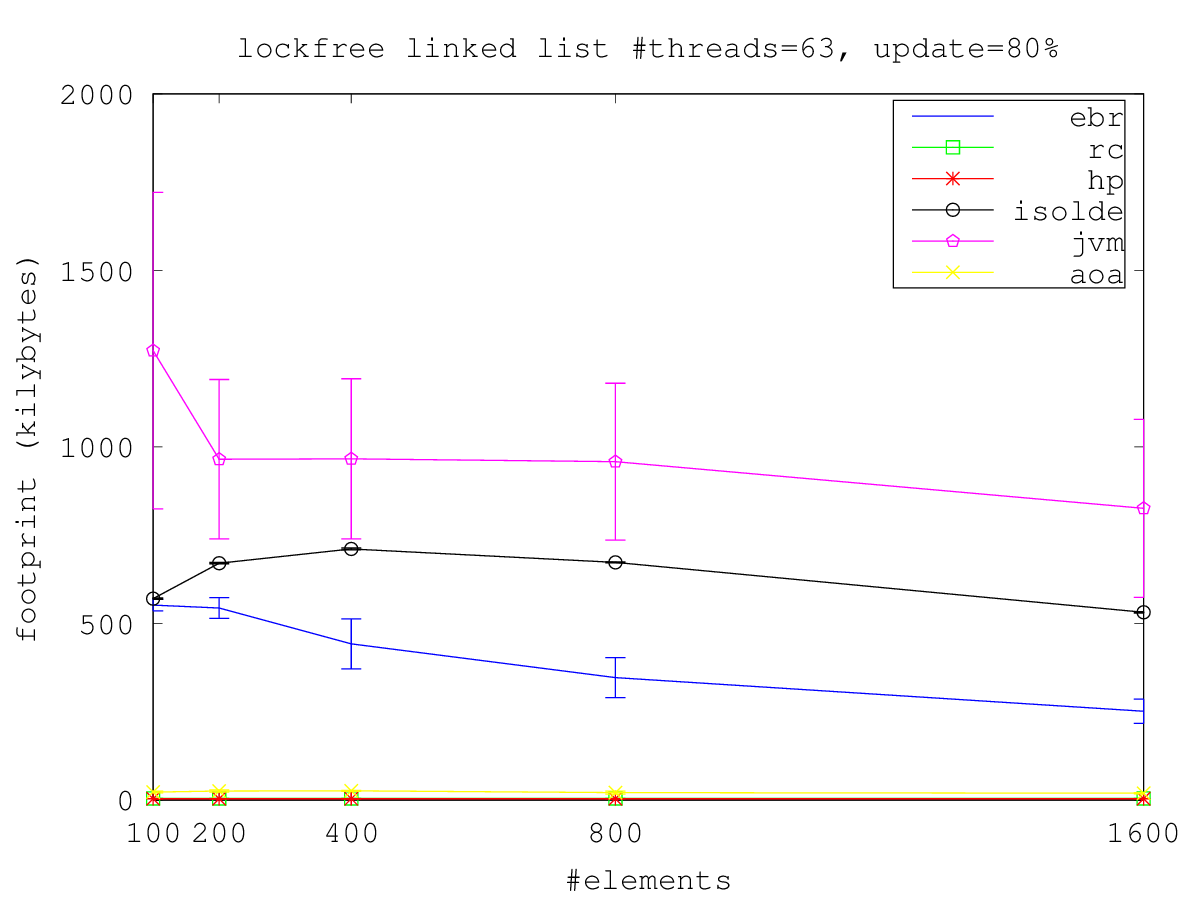 lockfree linked list #threads=63, update=80%
2000
1500
1000
500
0
footprint (kilybytes)
ebr
rc
hp
isolde
jvm
aoa
100 200 400 800 1600
#elements